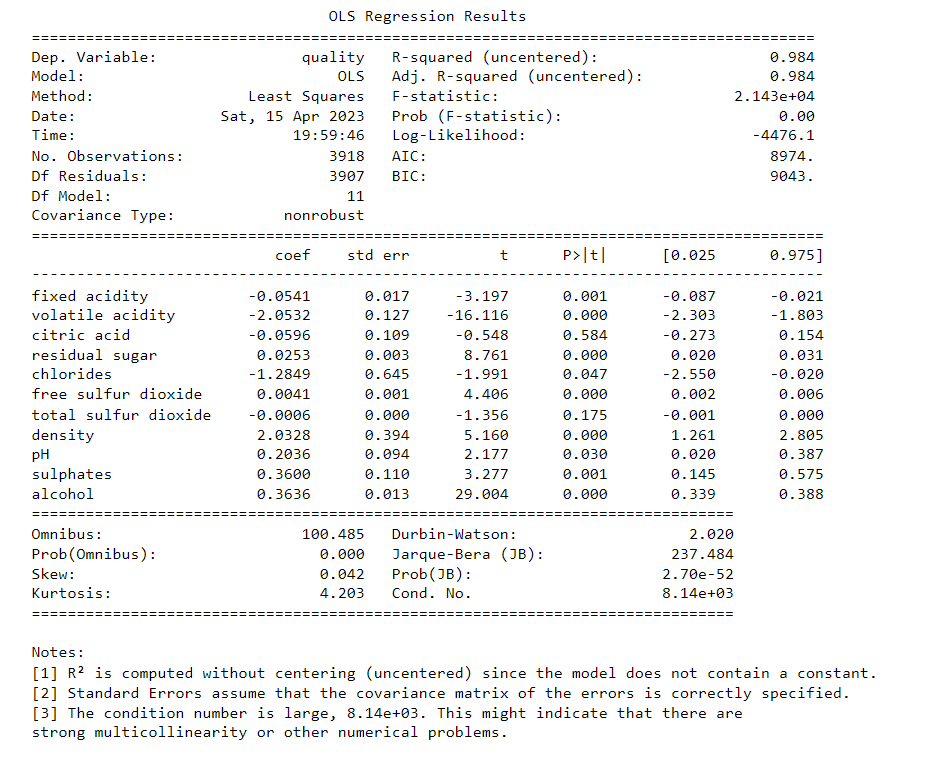 OLS Regression Results
==============================================================================
Dep. Variable: quality R-squared (uncentered): 0.984
Model: OLS Adj. R-squared (uncentered): 0.984
Method: Least Squares F-statistic: 2.143e+04
Date: Sat, 15 Apr 2023 Prob (F-statistic): 0.00
Time: 19:59:46 Log-Likelihood: -4476.1
No. Observations: 3918 AIC: 8974.
Df Residuals: 3907 BIC: 9043.
Df Model: 11
Covariance Type: nonrobust
==============================================================================
coef std err t P>|t| [0.025 0.975]
------------------------------------------------------------------------------
fixed acidity -0.0541 0.017 -3.197 0.001 -0.087 -0.021
volatile acidity -2.0532 0.127 -16.116 0.000 -2.303 -1.803
citric acid -0.0596 0.109 -0.548 0.584 -0.273 0.154
residual sugar 0.0253 0.003 8.761 0.000 0.020 0.031
chlorides -1.2849 0.645 -1.991 0.047 -2.550 -0.020
free sulfur dioxide 0.0041 0.001 4.406 0.000 0.002 0.006
total sulfur dioxide -0.0006 0.000 -1.356 0.175 -0.001 0.000
density 2.0328 0.394 5.160 0.000 1.261 2.805
pH 0.2036 0.094 2.177 0.030 0.020 0.387
sulphates 0.3600 0.110 3.277 0.001 0.145 0.575
alcohol 0.3636 0.013 29.004 0.000 0.339 0.388
==============================================================================
Omnibus: 100.485 Durbin-Watson: 2.020
Prob(Omnibus): 0.000 Jarque-Bera (JB): 237.484
Skew: 0.042 Prob(JB): 2.70e-52
Kurtosis: 4.203 Cond. No. 8.14e+03
==============================================================================
Notes:
[1] R² is computed without centering (uncentered) since the model does not contain a constant.
[2] Standard Errors assume that the covariance matrix of the errors is correctly specified.
[3] The condition number is large, 8.14e+03. This might indicate that there are
strong multicollinearity or other numerical problems.